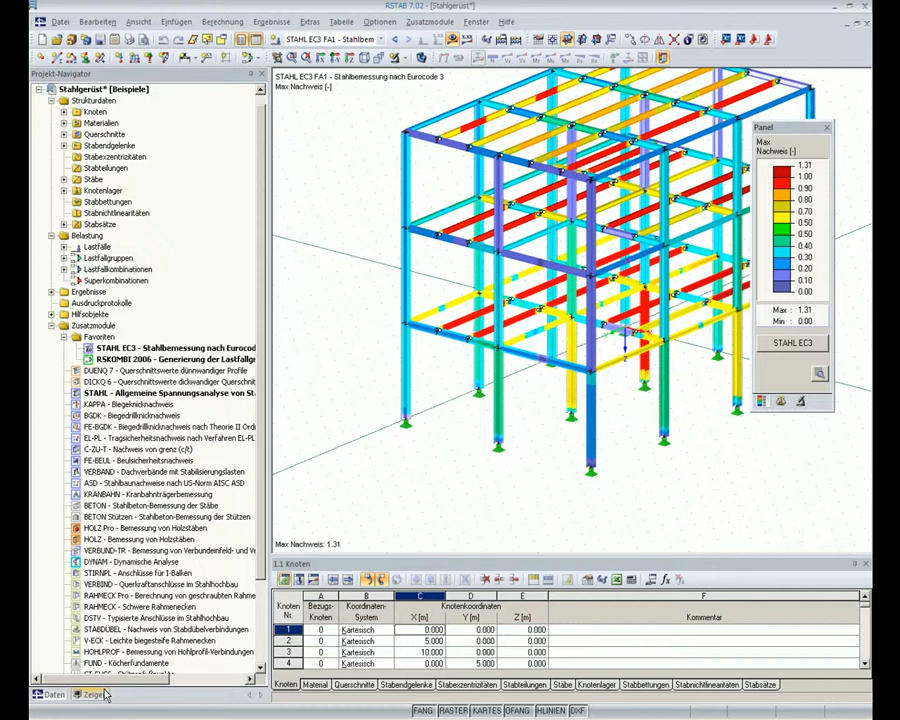 RSTAB 7.02 - [Stahlgerüst*]
Datei Bearbeiten Ansicht Einfügen Berechnung Ergebnisse Extras Tabelle Optionen Zusatzmodule Fenster Hilfe
STAHL EC3 FA1 - Stahlbem
Projekt-Navigator
Stahlgerüst* [Beispiele]
Strukturdaten
Knoten
Materialien
Querschnitte
Stabendgelenke
Stabexzentrizitäten
Stabteilungen
Stäbe
Knotenlager
Stabbettungen
Stabnichtlinearitäten
Stabsätze
Belastung
Lastfälle
Lastfallgruppen
Lastfallkombinationen
Superkombinationen
Ergebnisse
Ausdruckprotokolle
Hilfsobjekte
Zusatzmodule
Favoriten
STAHL EC3 - Stahlbemessung nach Eurocod
RSKOMBI 2006 - Generierung der Lastfallgr
DUENQ 7 - Querschnittswerte dünnwandiger Profile
DICKQ 6 - Querschnittswerte dickwandiger Querschnit
STAHL - Allgemeine Spannungsanalyse von St
KAPPA - Biegeknicknachweis
BGDK - Biegedrillknicknachweis
FE-BGDK - Biegedrillknicknachweis nach Theorie II Ordn
EL-PL - Tragsicherheitsnachweis nach Verfahren EL-PL
C-ZU-T - Nachweis von grenz (c/t)
FE-BEUL - Beulsicherheitsnachweis
VERBAND - Dachverbände mit Stabilisierungslasten
ASD - Stahlbaunachweise nach US-Norm AISC ASD
KRANBAHN - Kranbahnträgerbemessung
BETON - Stahlbeton-Bemessung der Stäbe
BETON Stützen - Stahlbeton-Bemessung der Stützen
HOLZ Pro - Bemessung von Holzstäben
HOLZ - Bemessung von Holzstäben
VERBUND-TR - Bemessung von Verbundeinfeld- und V
DYNAM - Dynamische Analyse
STIRNPL - Anschlüsse für I-Balken
VERBIND - Querkraftanschlüsse im Stahlhochbau
RAHMECK Pro - Berechnung von geschraubten Rahme
RAHMECK - Schwere Rahmenecken
DSTV - Typisierte Anschlüsse im Stahlhochbau
STABDÜBEL - Nachweis von Stabdübelverbindungen
V-ECK - Leichte biegesteife Rahmenecken
HOHLPROF - Bemessung von Hohlprofil-Verbindungen
FUND - Köcherfundamente
Daten Zeigen
STAHL EC3 FA1 - Stahlbemessung nach Eurocode 3
Max Nachweis [-]
Z
Max Nachweis: 1.31
Panel
Max
Nachweis [-]
1.31
1.00
0.90
0.80
0.70
0.50
0.50
0.40
0.30
0.20
0.10
0.00
Max : 1.31
Min : 0.00
STAHL EC3
1.1 Knoten
A B C D E F
Knoten Nr. Bezugs-Knoten Koordinaten-System Knotenkoordinaten X [m] Y [m] Z [m] Kommentar
1 0 Kartesisch 0.000 0.000 0.000
2 0 Kartesisch 5.000 0.000 0.000
3 0 Kartesisch 10.000 0.000 0.000
4 0 Kartesisch 0.000 5.000 0.000
Knoten Material Querschnitte Stabendgelenke Stabexzentrizitäten Stabteilungen Stäbe Knotenlager Stabbettungen Stabnichtlinearitäten Stabsätze
FANG RASTER KARTES OFANG HLINIEN DXF